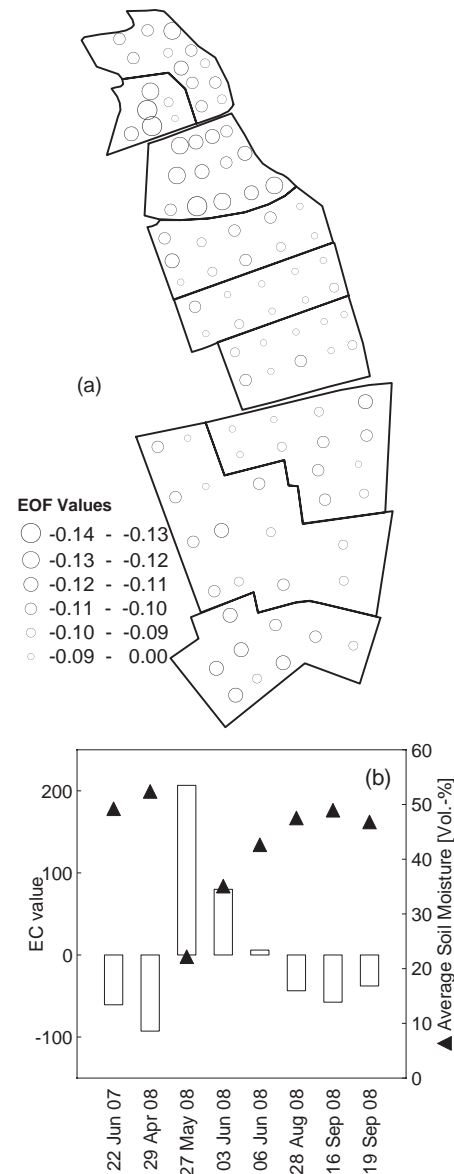 (a)
EOF Values
-0.14 - -0.13
-0.13 - -0.12
-0.12 - -0.11
-0.11 - -0.10
-0.10 - -0.09
-0.09 - 0.00
(b)
200
100
0
-100
EC value
60
50
40
30
20
10
0
▲ Average Soil Moisture [Vol.-%]
22 Jun 07
29 Apr 08
27 May 08
03 Jun 08
06 Jun 08
28 Aug 08
16 Sep 08
19 Sep 08